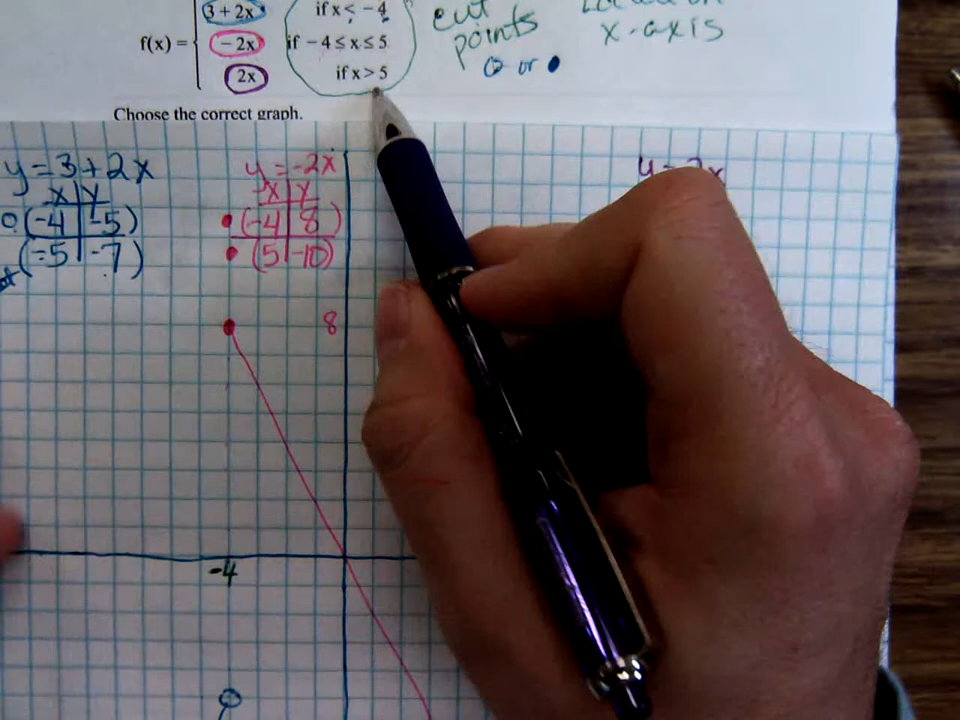 3 + 2x if x < -4
f(x) = -2x if -4 ≤ x ≤ 5
2x if x > 5
cut
points
or
x-axis
Choose the correct graph.
y = 3 + 2x
x y
(-4 -5)
(-5 -7)
y = -2x
x y
(-4 8)
(5 -10)
8
-4